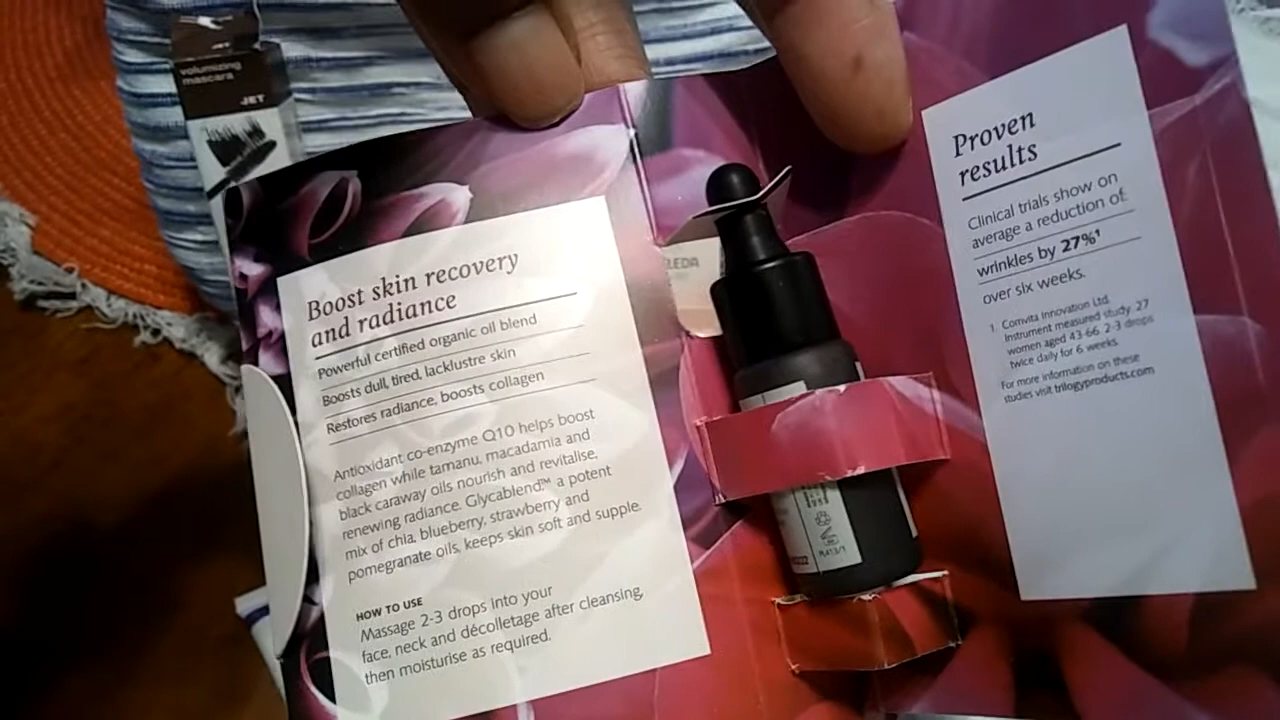 JET
volumizing
mascara
JET
Boost skin recovery
and radiance
Powerful certified organic oil blend
Boosts dull, tired, lacklustre skin
Restores radiance, boosts collagen
Antioxidant co-enzyme Q10 helps boost
collagen while tamanu, macadamia and
black caraway oils nourish and revitalise.
Glycablend™ a potent
renewing radiance.
mix of chia, blueberry, strawberry and
pomegranate oils, keeps skin soft and supple.
HOW TO USE
Massage 2-3 drops into your
face, neck and décolletage after cleansing,
then moisturise as required.
LEDA
PL413/1
Proven
results
Clinical trials show on
average a reduction of:
wrinkles by 27%¹
over six weeks.
1. Comvita Innovation Ltd.
Instrument measured study. 27
women aged 43-66. 2-3 drops
twice daily for 6 weeks.
For more information on these
studies visit trilogyproducts.com